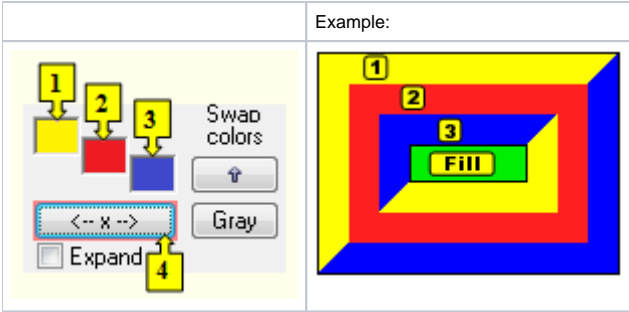 Example:
1
2
3
Swap
colors
<-- x -->
Gray
Expand
4
1
2
3
Fill